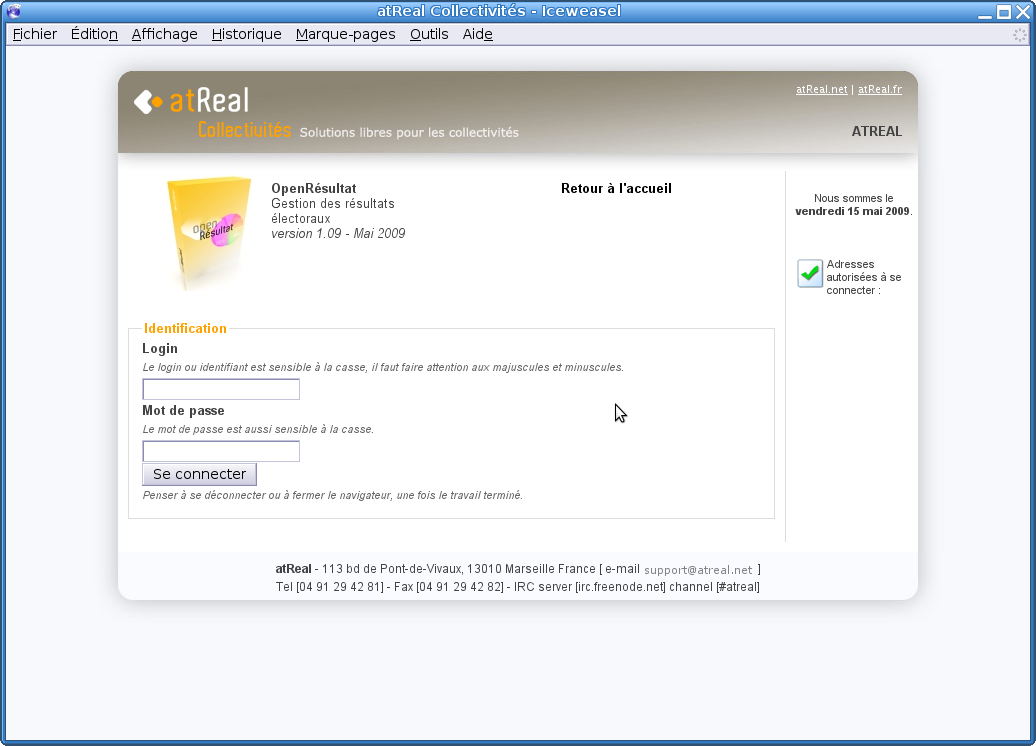 atReal Collectivités - Iceweasel
Fichier Édition Affichage Historique Marque-pages Outils Aide
atReal
Collectivités Solutions libres pour les collectivités
atReal.net | atReal.fr
ATREAL
open
Résultat
OpenRésultat
Gestion des résultats
électoraux
version 1.09 - Mai 2009
Retour à l'accueil
Nous sommes le
vendredi 15 mai 2009.
Adresses
autorisées à se
connecter :
Identification
Login
Le login ou identifiant est sensible à la casse, il faut faire attention aux majuscules et minuscules.
Mot de passe
Le mot de passe est aussi sensible à la casse.
Se connecter
Penser à se déconnecter ou à fermer le navigateur, une fois le travail terminé.
atReal - 113 bd de Pont-de-Vivaux, 13010 Marseille France [ e-mail support@atreal.net ]
Tel [04 91 29 42 81] - Fax [04 91 29 42 82] - IRC server [irc.freenode.net] channel [#atreal]